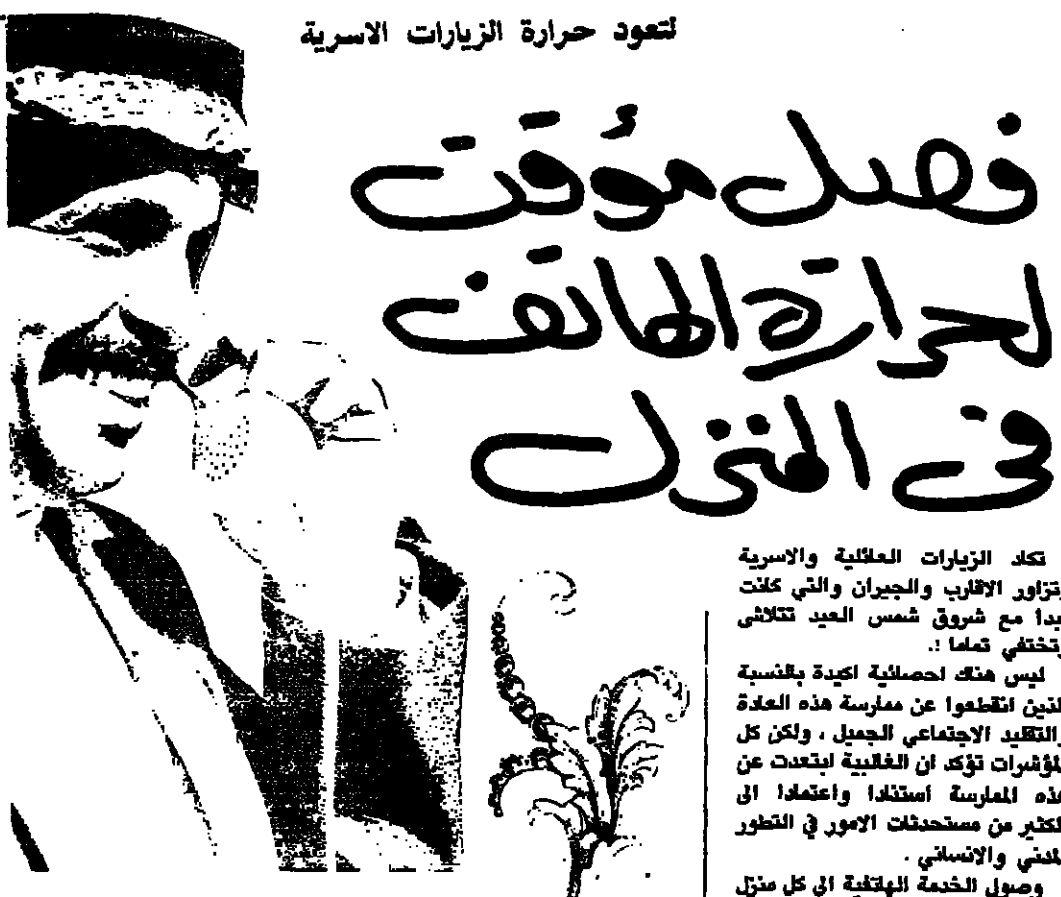 لتعود حرارة الزيارات الاسرية
فصل مؤقت
لحرارة الهاتف
في المنزل
تكاد الزيارات العائلية والاسرية
وتزاور الاقارب والجيران والتي كانت
تبدأ مع شروق شمس العيد تتلاشى
وتختفي تماما !.
ليس هناك احصائية اكيدة بالنسبة
للذين انقطعوا عن ممارسة هذه العادة
والتقليد الاجتماعي الجميل ، ولكن كل
المؤشرات تؤكد ان الغالبية ابتعدت عن
هذه الممارسة استنادا واعتمادا الى
الكثير من مستحدثات الامور في التطور
المدني والانساني .
وصول الخدمة الهاتفية الى كل منزل